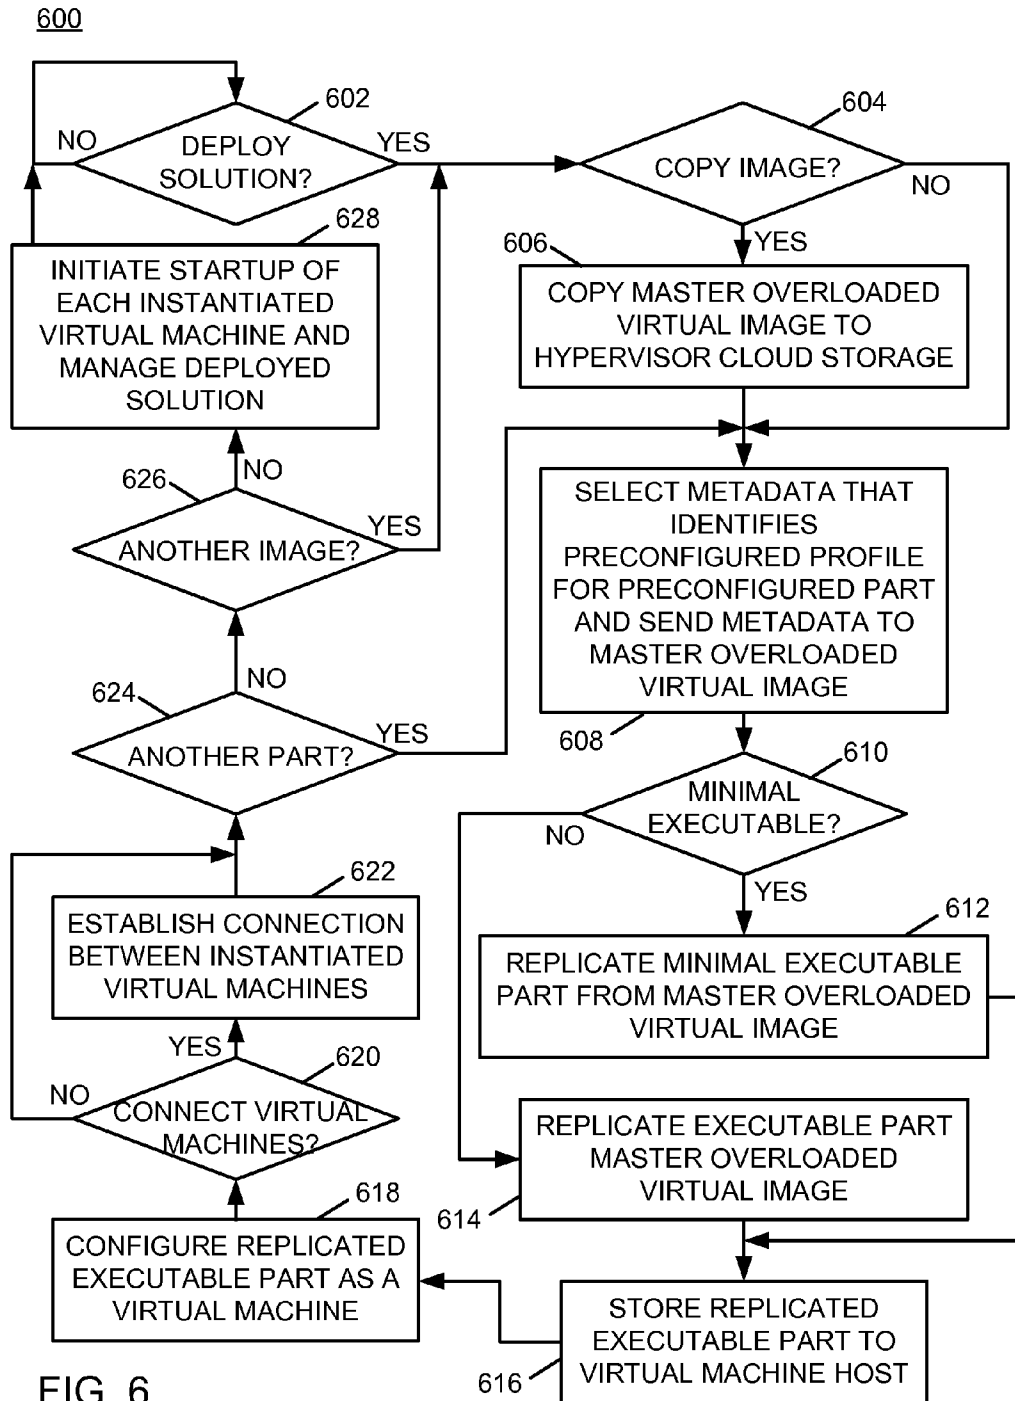 600
602
DEPLOY
SOLUTION?
NO
YES
604
COPY IMAGE?
NO
YES
606
COPY MASTER OVERLOADED
VIRTUAL IMAGE TO
HYPERVISOR CLOUD STORAGE
SELECT METADATA THAT
IDENTIFIES
PRECONFIGURED PROFILE
FOR PRECONFIGURED PART
AND SEND METADATA TO
MASTER OVERLOADED
VIRTUAL IMAGE
608
610
MINIMAL
EXECUTABLE?
NO
YES
612
REPLICATE MINIMAL EXECUTABLE
PART FROM MASTER OVERLOADED
VIRTUAL IMAGE
REPLICATE EXECUTABLE PART
MASTER OVERLOADED
VIRTUAL IMAGE
614
STORE REPLICATED
EXECUTABLE PART TO
VIRTUAL MACHINE HOST
616
618
CONFIGURE REPLICATED
EXECUTABLE PART AS A
VIRTUAL MACHINE
620
CONNECT VIRTUAL
MACHINES?
NO
YES
622
ESTABLISH CONNECTION
BETWEEN INSTANTIATED
VIRTUAL MACHINES
624
ANOTHER PART?
YES
NO
626
ANOTHER IMAGE?
YES
NO
628
INITIATE STARTUP OF
EACH INSTANTIATED
VIRTUAL MACHINE AND
MANAGE DEPLOYED
SOLUTION
FIG. 6